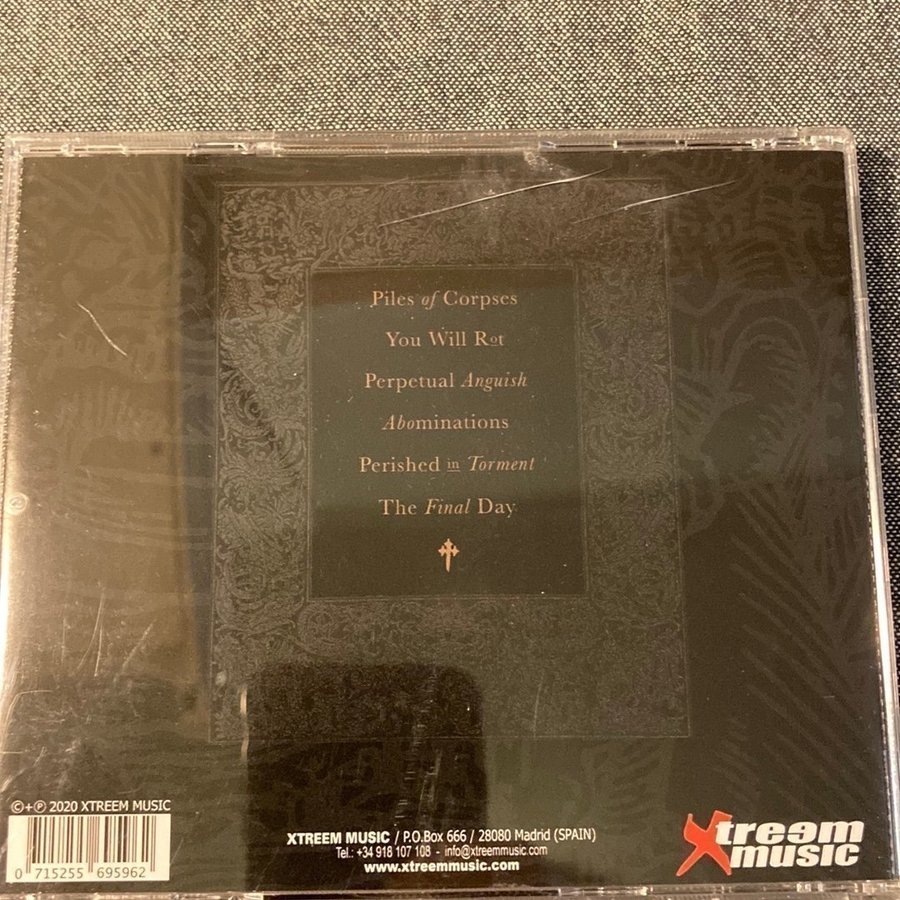 Piles of Corpses
You Will Rot
Perpetual Anguish
Abominations
Perished in Torment
The Final Day
©+℗ 2020 XTREEM MUSIC
0 715255 695962
XTREEM MUSIC / P.O.Box 666 / 28080 Madrid (SPAIN)
Tel.: +34 918 107 108 - info@xtreemmusic.com
www.xtreemmusic.com
Xtreem
music